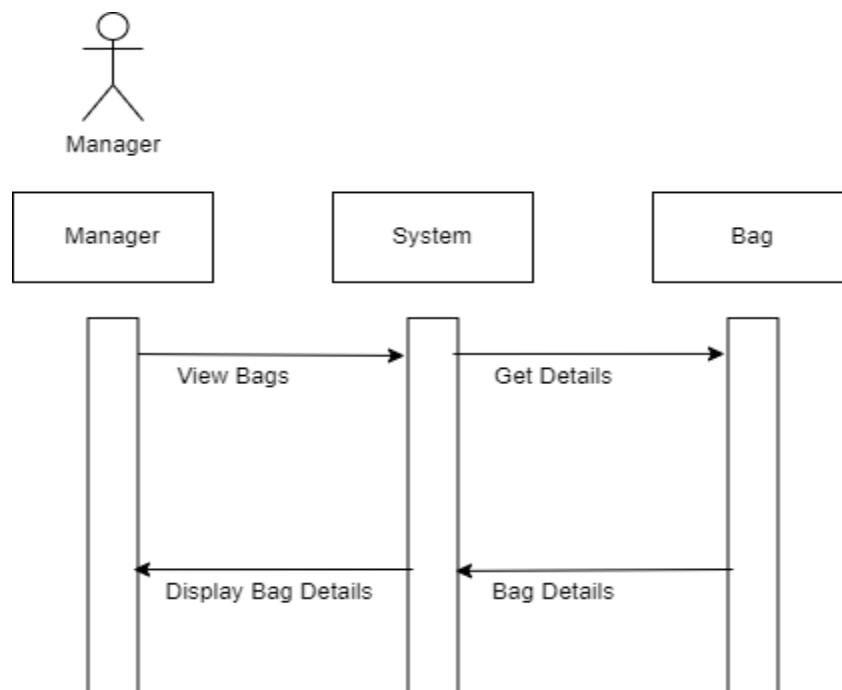 Manager
Manager
System
Bag
View Bags
Get Details
Display Bag Details
Bag Details